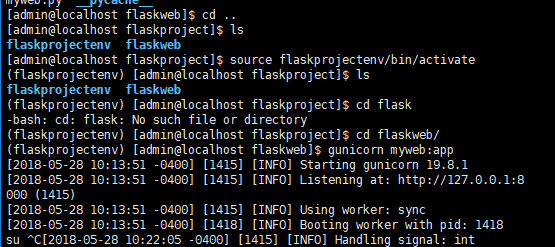 myweb.py  __pycache__
[admin@localhost flaskweb]$ cd ..
[admin@localhost flaskproject]$ ls
flaskprojectenv  flaskweb
[admin@localhost flaskproject]$ source flaskprojectenv/bin/activate
(flaskprojectenv) [admin@localhost flaskproject]$ ls
flaskprojectenv  flaskweb
(flaskprojectenv) [admin@localhost flaskproject]$ cd flask
-bash: cd: flask: No such file or directory
(flaskprojectenv) [admin@localhost flaskproject]$ cd flaskweb/
(flaskprojectenv) [admin@localhost flaskweb]$ gunicorn myweb:app
[2018-05-28 10:13:51 -0400] [1415] [INFO] Starting gunicorn 19.8.1
[2018-05-28 10:13:51 -0400] [1415] [INFO] Listening at: http://127.0.0.1:8
000 (1415)
[2018-05-28 10:13:51 -0400] [1415] [INFO] Using worker: sync
[2018-05-28 10:13:51 -0400] [1418] [INFO] Booting worker with pid: 1418
su ^C[2018-05-28 10:22:05 -0400] [1415] [INFO] Handling signal: int